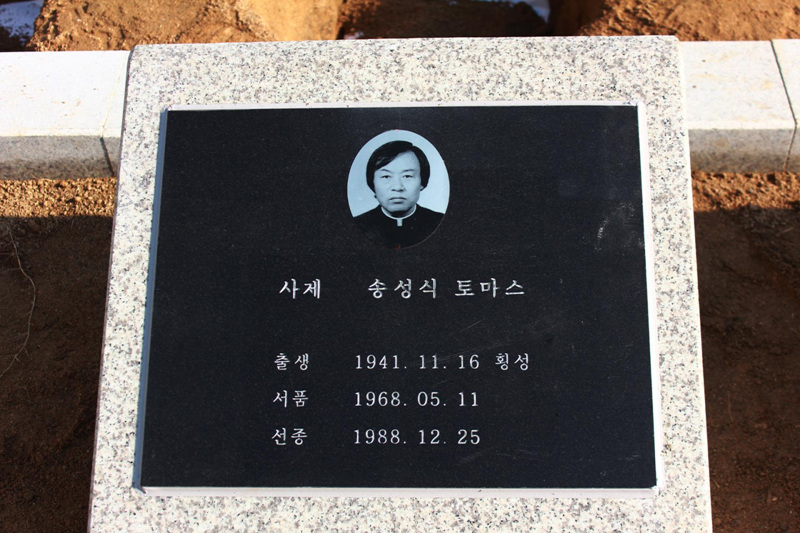 사제 송성식 토마스
출생 1941. 11. 16 횡성
서품 1968. 05. 11
선종 1988. 12. 25